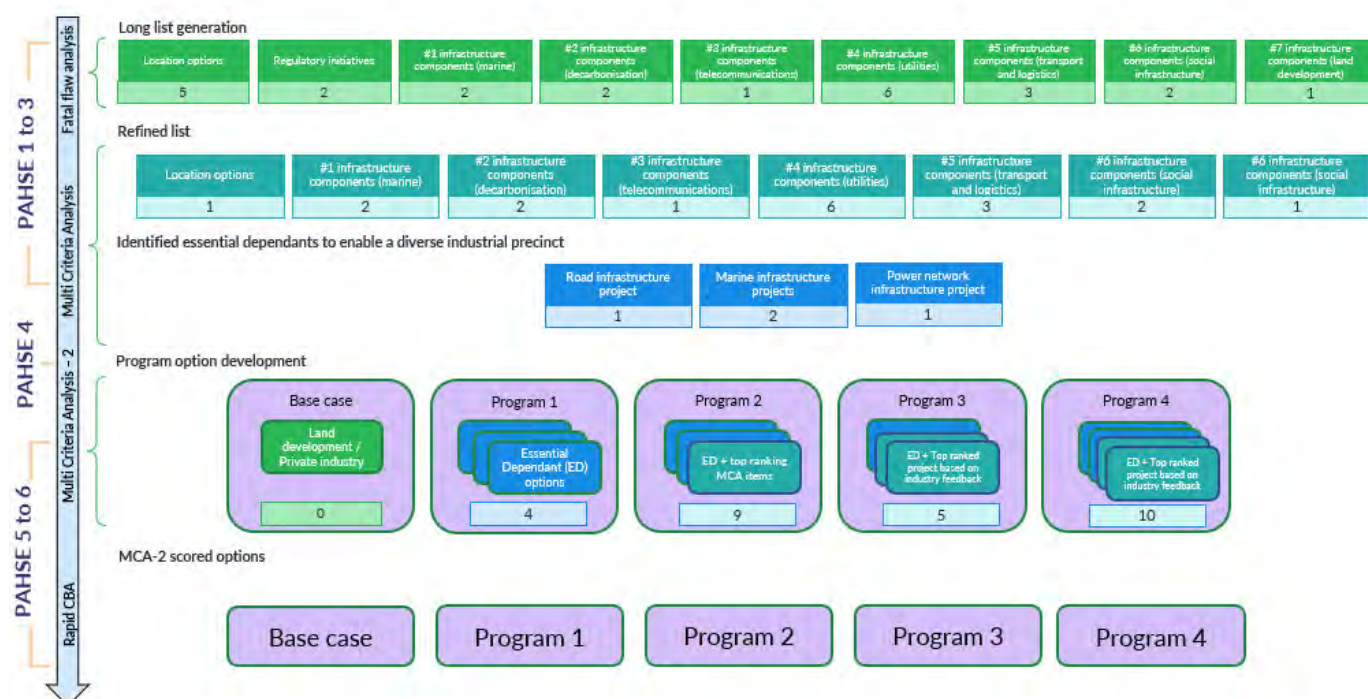 Long list generation
Location options
5
Regulatory initiatives
2
#1 infrastructure
components (marine)
2
#2 infrastructure
components
(decarbonisation)
2
#3 infrastructure
components
(telecommunications)
1
#4 infrastructure
components (utilities)
6
#5 infrastructure
components (transport
and logistics)
3
#6 infrastructure
components (social
infrastructure)
2
#7 infrastructure
components (land
development)
1
Refined list
Location options
1
#1 infrastructure
components (marine)
2
#2 infrastructure
components
(decarbonisation)
2
#3 infrastructure
components
(telecommunications)
1
#4 infrastructure
components (utilities)
6
#5 infrastructure
components (transport
and logistics)
3
#6 infrastructure
components (social
infrastructure)
2
#6 infrastructure
components (social
infrastructure)
1
Identified essential dependants to enable a diverse industrial precinct
Road infrastructure
project
1
Marine infrastructure
projects
2
Power network
infrastructure project
1
Program option development
Base case
Land
development /
Private industry
0
Program 1
Essential
Dependant (ED)
options
4
Program 2
ED + top ranking
MCA items
9
Program 3
ED + Top ranked
project based on
industry feedback
5
Program 4
ED + Top ranked
project based on
industry feedback
10
MCA-2 scored options
Base case
Program 1
Program 2
Program 3
Program 4
PAHSE 1 to 3
PAHSE 4
PAHSE 5 to 6
Fatal flaw analysis
Multi Criteria Analysis
Multi Criteria Analysis - 2
Rapid CBA